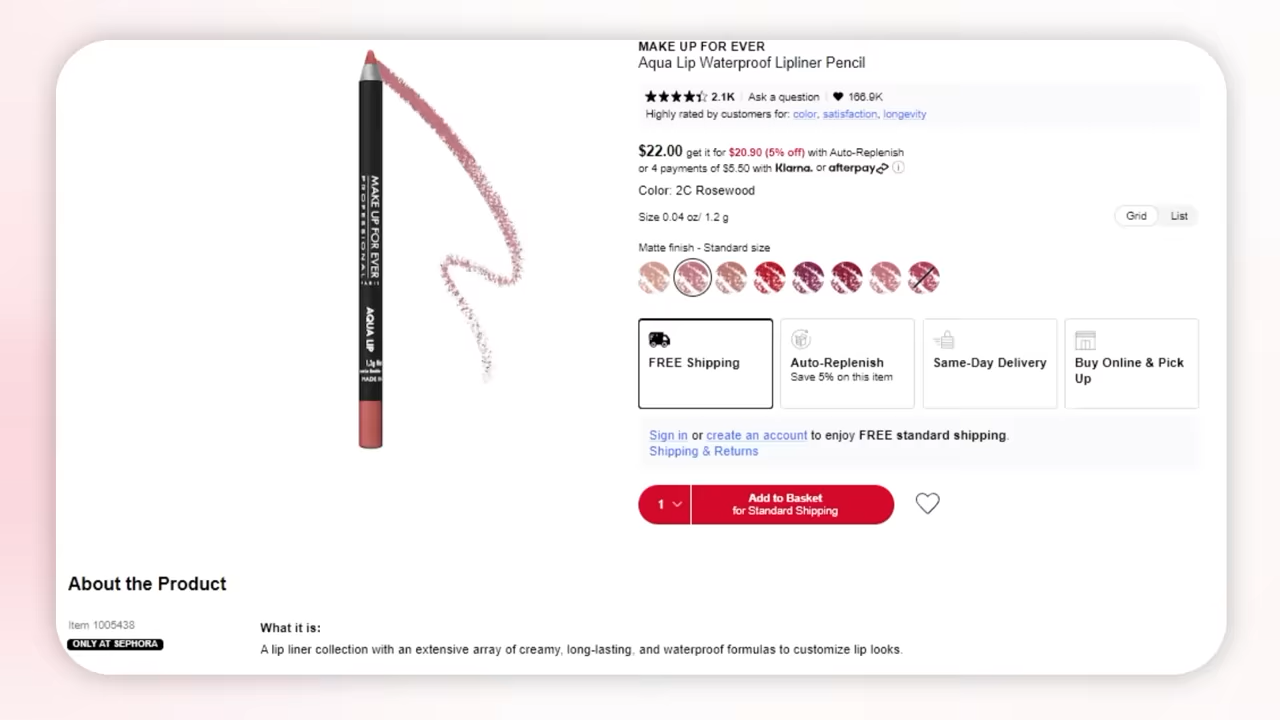 MAKE UP FOR EVER
Aqua Lip Waterproof Lipliner Pencil
2.1K Ask a question 166.9K
Highly rated by customers for: color, satisfaction, longevity
$22.00 get it for $20.90 (5% off) with Auto-Replenish
or 4 payments of $5.50 with Klarna. or afterpay
Color: 2C Rosewood
Size 0.04 oz/ 1.2 g
Grid List
Matte finish - Standard size
FREE Shipping
Auto-Replenish
Save 5% on this item
Same-Day Delivery
Buy Online & Pick
Up
Sign in or create an account to enjoy FREE standard shipping.
Shipping & Returns
1 Add to Basket
for Standard Shipping
MAKE UP FOR EVER
PROFESSIONAL
PARIS
AQUA LIP
MADE IN
About the Product
Item 1005438
ONLY AT SEPHORA
What it is:
A lip liner collection with an extensive array of creamy, long-lasting, and waterproof formulas to customize lip looks.